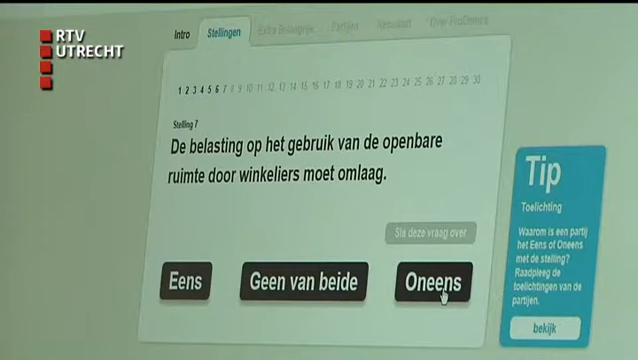 RTV
UTRECHT
Intro
Stellingen
Extra Belangrijk
Partijen
Resultaat
Over ProDemos
1 2 3 4 5 6 7 8 9 10 11 12 13 14 15 16 17 18 19 20 21 22 23 24 25 26 27 28 29 30
Stelling 7
De belasting op het gebruik van de openbare
ruimte door winkeliers moet omlaag.
Sla deze vraag over
Eens
Geen van beide
Oneens
Tip
Toelichting
Waarom is een partij
het Eens of Oneens
met de stelling?
Raadpleeg de
toelichtingen van de
partijen.
bekijk